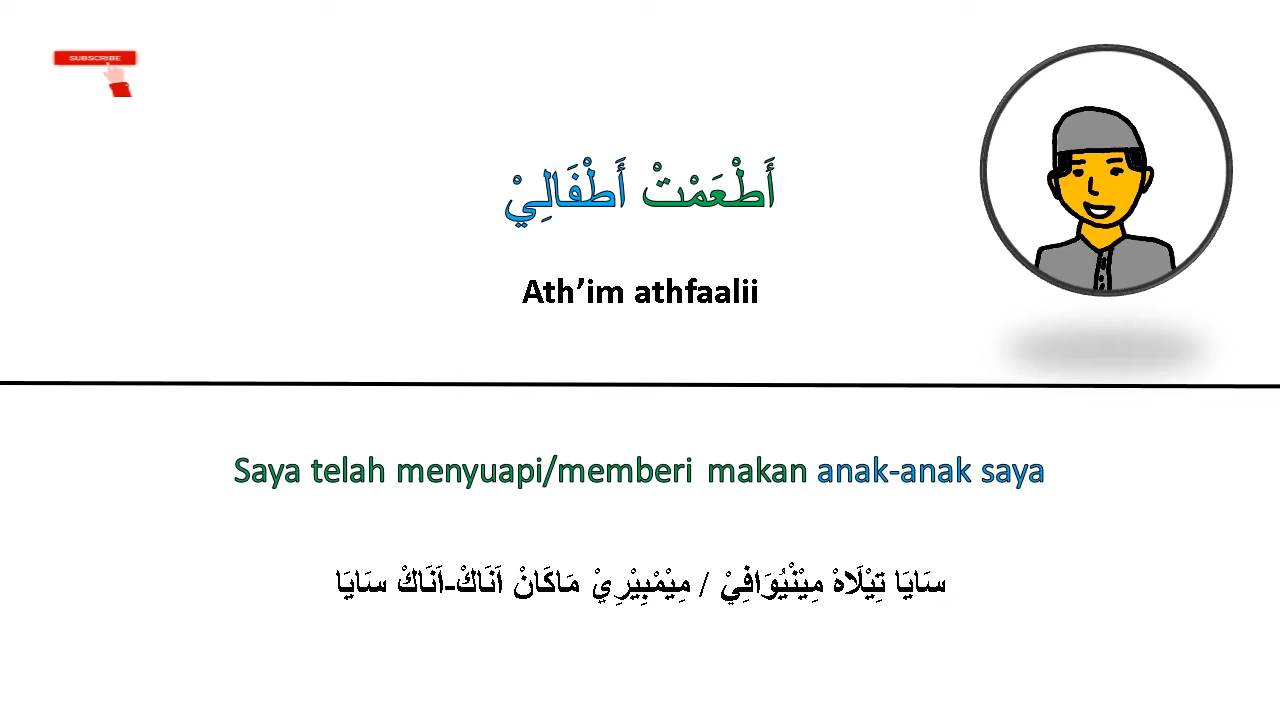 SUBSCRIBE
أَطْعَمْتْ أَطْفَالِيْ
Ath’im athfaalii
Saya telah menyuapi/memberi makan anak-anak saya
سَايَا تِيْلَاهْ مِيْنْيُوَافِيْ / مِيْمْبِيْرِيْ مَاكَانْ اَنَاكْ-اَنَاكْ سَايَا